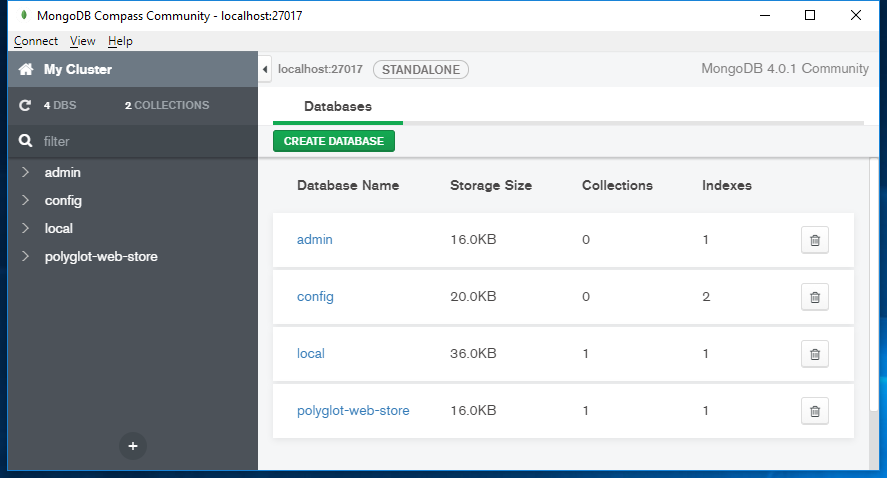 MongoDB Compass Community - localhost:27017
Connect View Help
My Cluster
4 DBS 2 COLLECTIONS
filter
admin
config
local
polyglot-web-store
localhost:27017 STANDALONE MongoDB 4.0.1 Community
Databases
CREATE DATABASE
Database Name Storage Size Collections Indexes
admin 16.0KB 0 1
config 20.0KB 0 2
local 36.0KB 1 1
polyglot-web-store 16.0KB 1 1